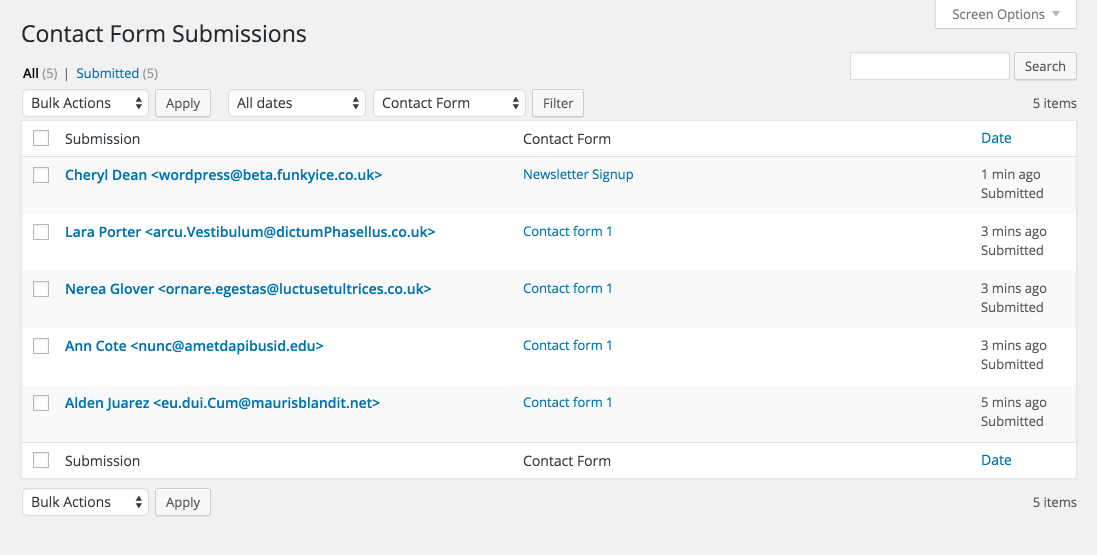 Screen Options
Contact Form Submissions
All (5) | Submitted (5)
Search
Bulk Actions Apply All dates Contact Form Filter 5 items
Submission Contact Form Date
Cheryl Dean <wordpress@beta.funkyice.co.uk> Newsletter Signup 1 min ago
Submitted
Lara Porter <arcu.Vestibulum@dictumPhasellus.co.uk> Contact form 1 3 mins ago
Submitted
Nerea Glover <ornare.egestas@luctusetultrices.co.uk> Contact form 1 3 mins ago
Submitted
Ann Cote <nunc@ametdapibusid.edu> Contact form 1 3 mins ago
Submitted
Alden Juarez <eu.dui.Cum@maurisblandit.net> Contact form 1 5 mins ago
Submitted
Submission Contact Form Date
Bulk Actions Apply 5 items